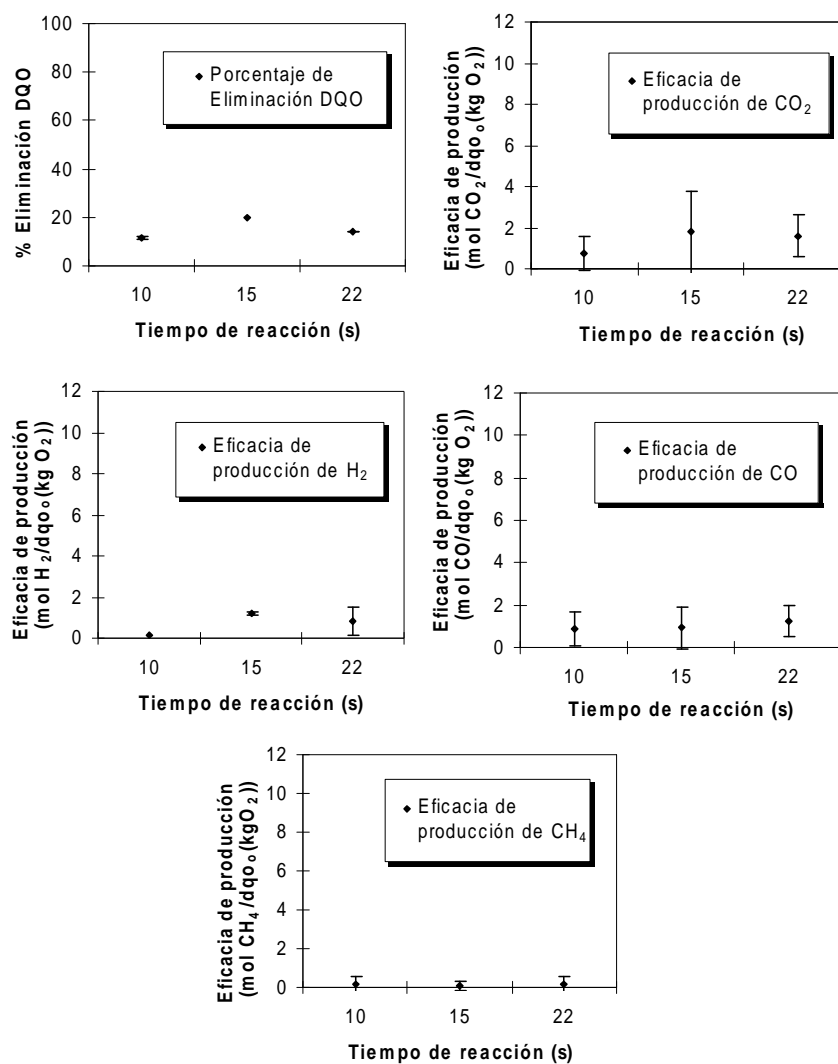 % Eliminación DQO
100
80
60
40
20
0
Porcentaje de
Eliminación DQO
10 15 22
Tiempo de reacción (s)
Eficacia de producción
(mol CO₂/dqoₒ(kg O₂))
12
10
8
6
4
2
0
Eficacia de
producción de CO₂
10 15 22
Tiempo de reacción (s)
Eficacia de producción
(mol H₂/dqoₒ(kg O₂))
12
10
8
6
4
2
0
Eficacia de
producción de H₂
10 15 22
Tiempo de reacción (s)
Eficacia de producción
(mol CO/dqoₒ(kg O₂))
12
10
8
6
4
2
0
Eficacia de
producción de CO
10 15 22
Tiempo de reacción (s)
Eficacia de producción
(mol CH₄/dqoₒ(kgO₂))
12
10
8
6
4
2
0
Eficacia de
producción de CH₄
10 15 22
Tiempo de reacción (s)